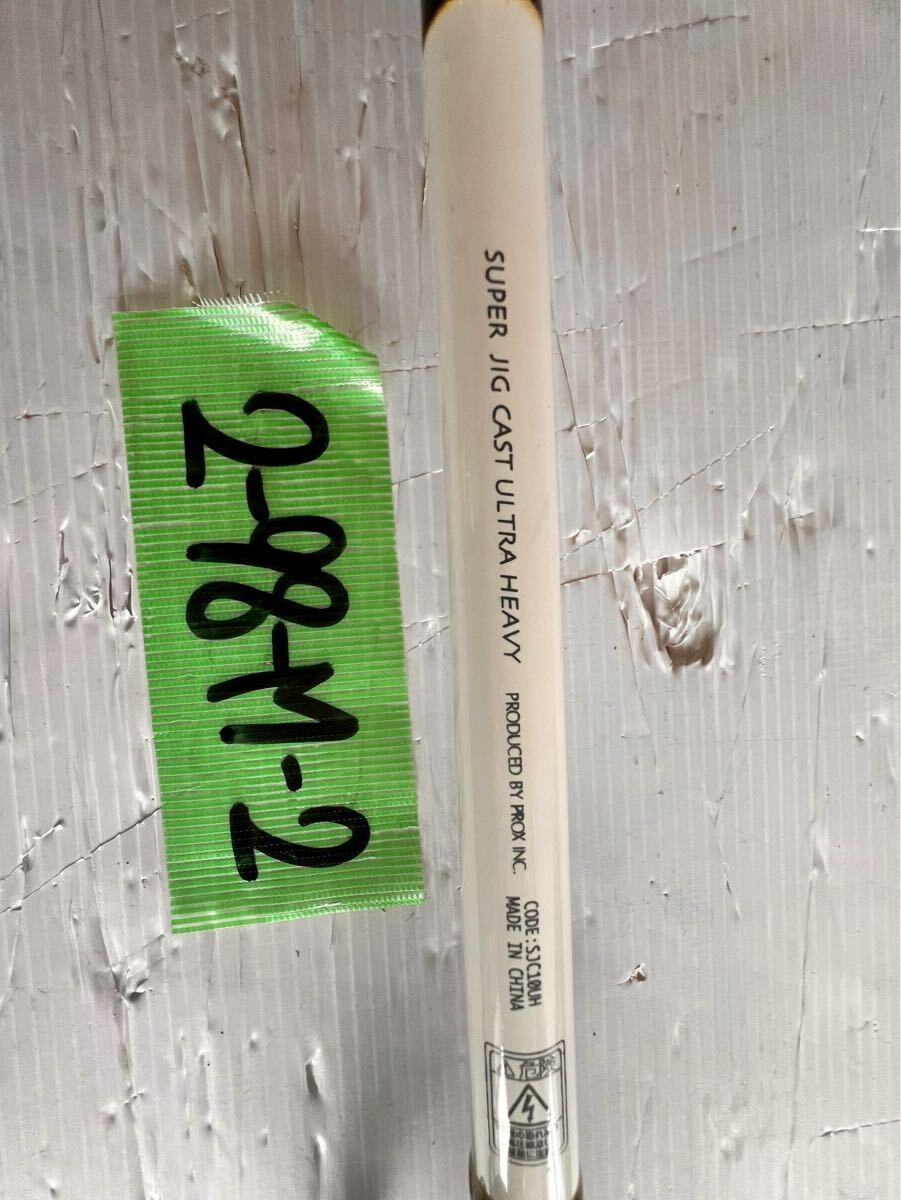 2-98-M-2
SUPER JIG CAST ULTRA HEAVY PRODUCED BY PROX INC.
CODE:SJC10UH
MADE IN CHINA
危険